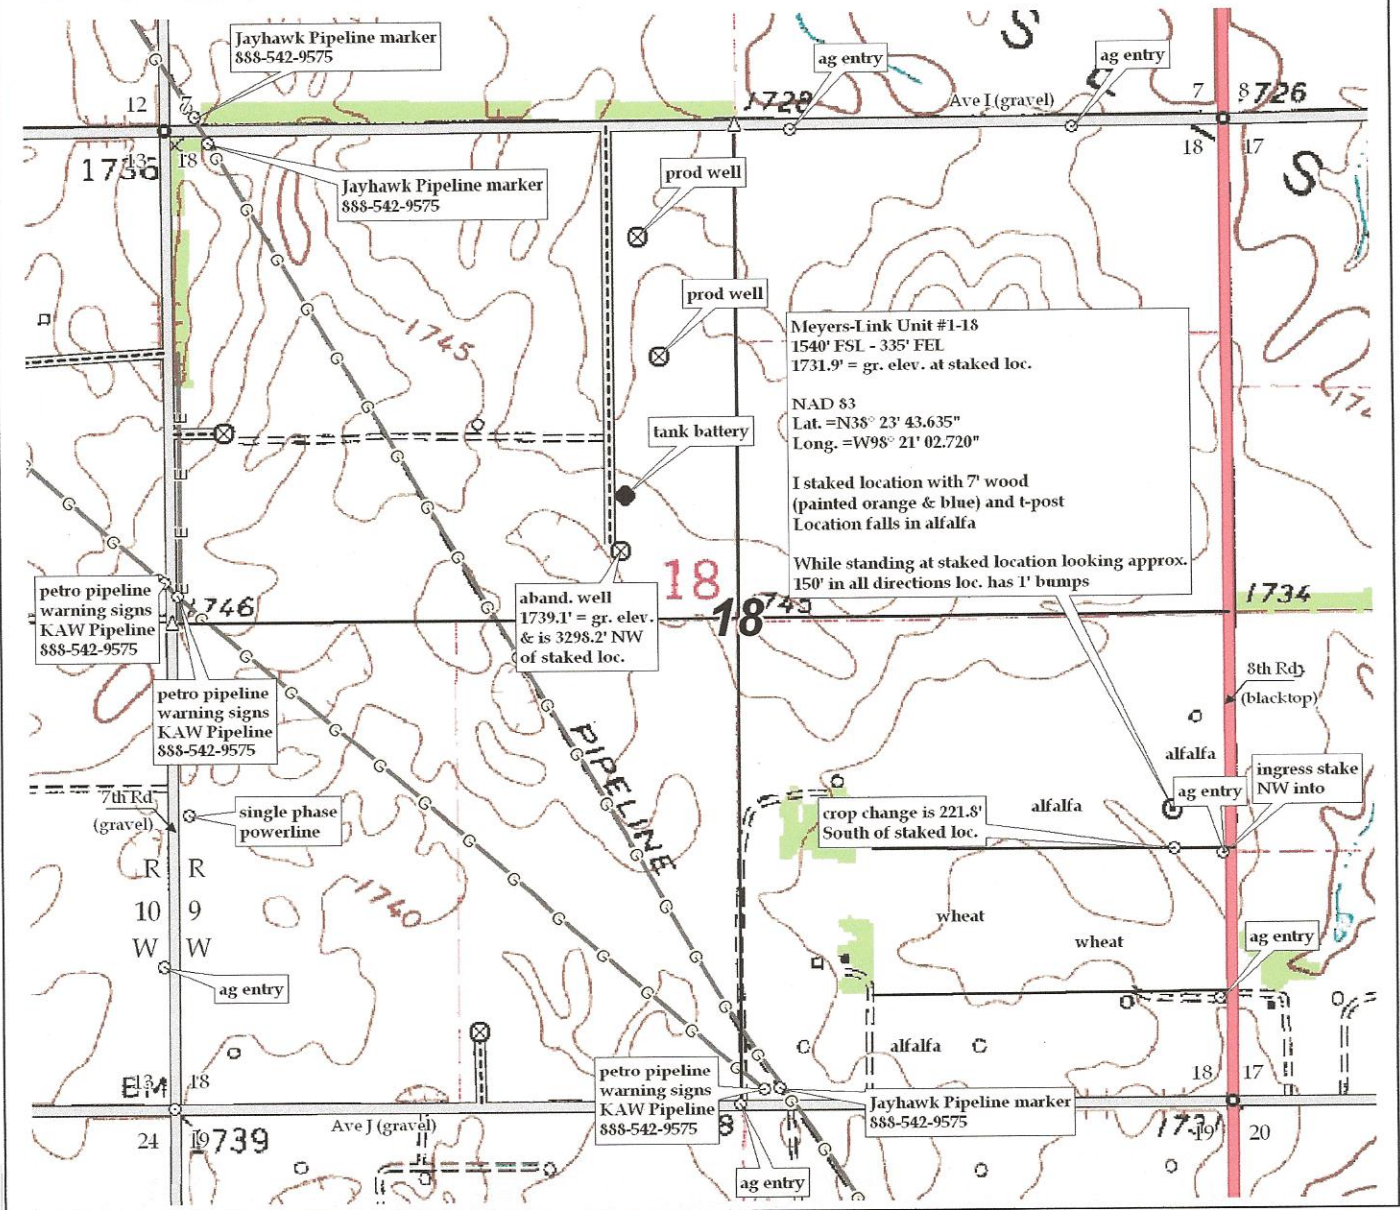 Jayhawk Pipeline marker
888-542-9575
ag entry
ag entry
S
12
7
1728
Ave I (gravel)
7
8
1726
13
18
1736
18
17
S
Jayhawk Pipeline marker
888-542-9575
prod well
prod well
1745
tank battery
Meyers-Link Unit #1-18
1540' FSL - 335' FEL
1731.9' = gr. elev. at staked loc.
NAD 83
Lat. =N38° 23' 43.635"
Long. =W98° 21' 02.720"
I staked location with 7' wood
(painted orange & blue) and t-post
Location falls in alfalfa
While standing at staked location looking approx.
150' in all directions loc. has 1' bumps
petro pipeline
warning signs
KAW Pipeline
888-542-9575
1746
aband. well
1739.1' = gr. elev.
& is 3298.2' NW
of staked loc.
18
18
1734
petro pipeline
warning signs
KAW Pipeline
888-542-9575
8th Rd
(blacktop)
PIPELINE
alfalfa
ingress stake
NW into
ag entry
7th Rd
(gravel)
single phase
powerline
alfalfa
crop change is 221.8'
South of staked loc.
R R
10 9
W W
1740
wheat
wheat
ag entry
ag entry
alfalfa
petro pipeline
warning signs
KAW Pipeline
888-542-9575
Jayhawk Pipeline marker
888-542-9575
13
18
18
17
Ave J (gravel)
24
19
1739
19
20
ag entry